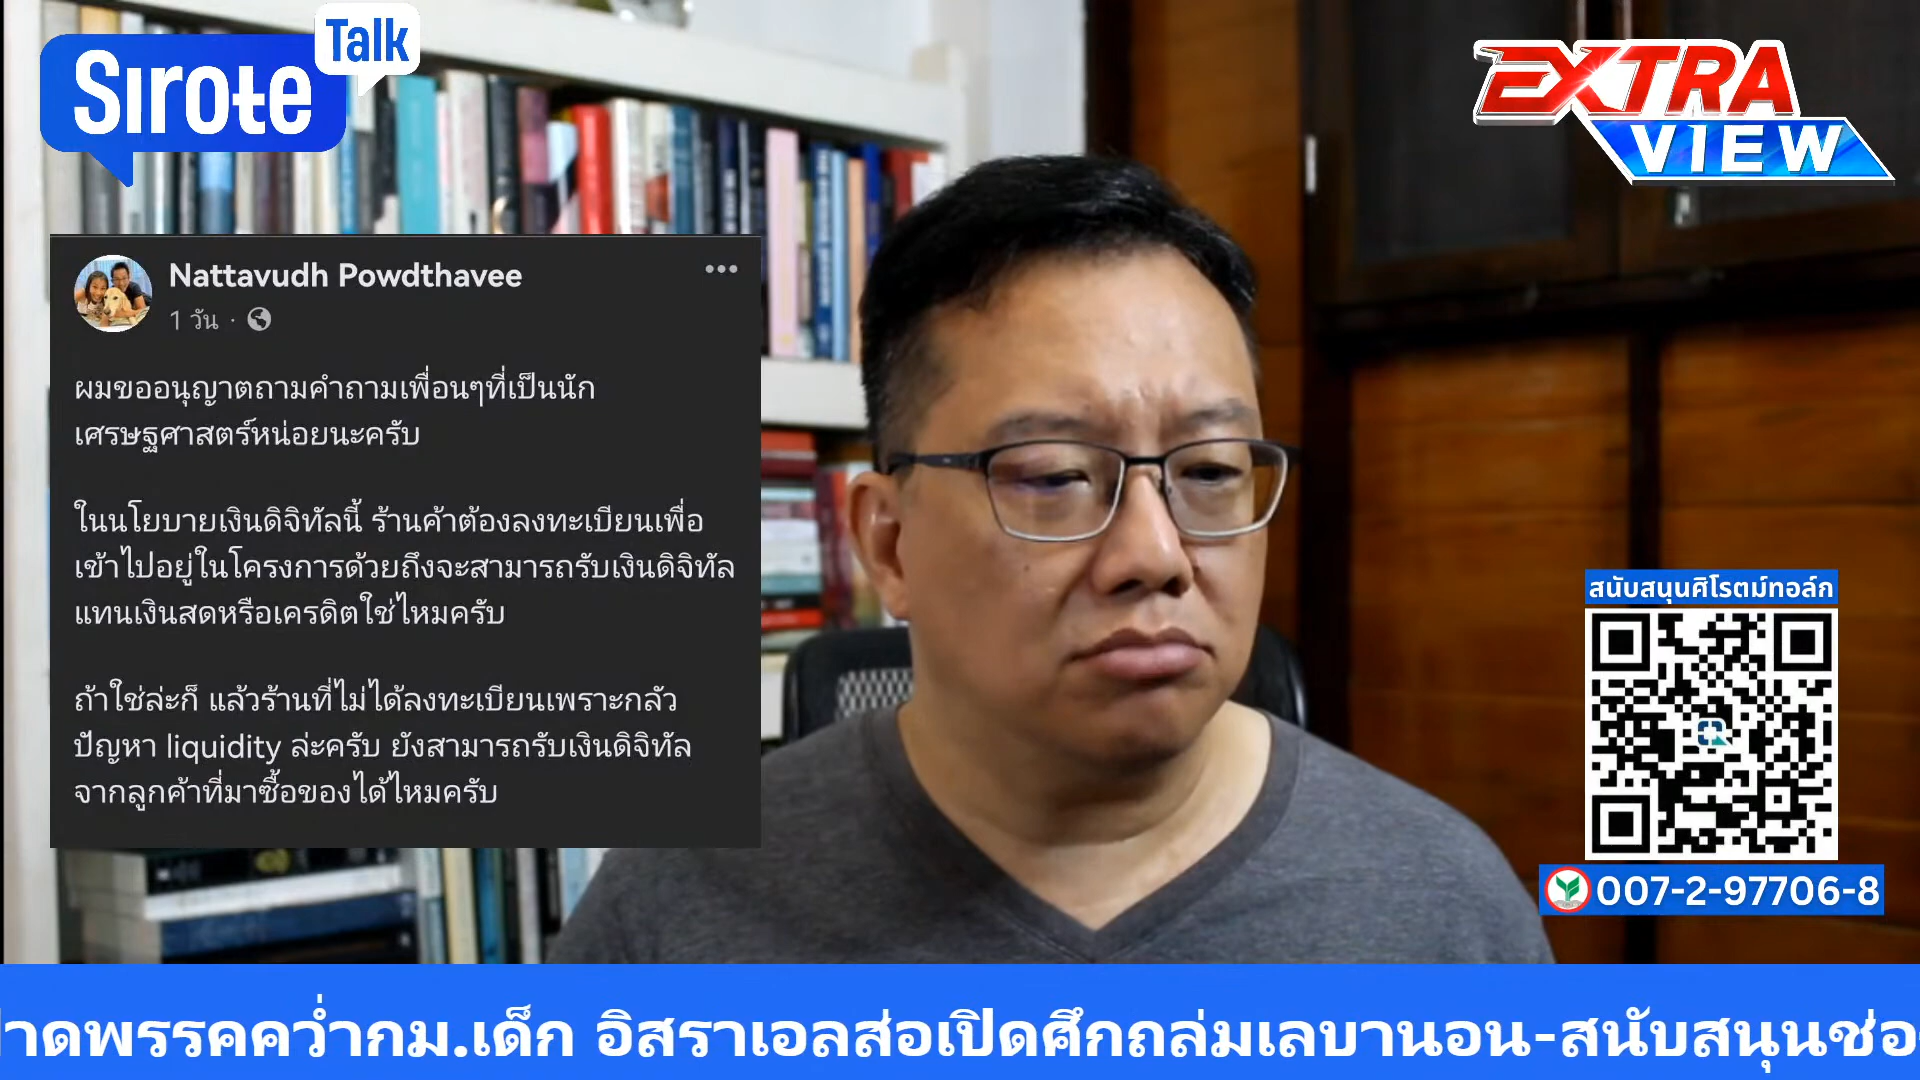 Sirote
Talk
EXTRA
VIEW
Nattavudh Powdthavee
1 วัน ·
ผมขออนุญาตถามคำถามเพื่อนๆที่เป็นนัก
เศรษฐศาสตร์หน่อยนะครับ
ในนโยบายเงินดิจิทัลนี้ ร้านค้าต้องลงทะเบียนเพื่อ
เข้าไปอยู่ในโครงการด้วยถึงจะสามารถรับเงินดิจิทัล
แทนเงินสดหรือเครดิตใช่ไหมครับ
ถ้าใช่ล่ะก็ แล้วร้านที่ไม่ได้ลงทะเบียนเพราะกลัว
ปัญหา liquidity ล่ะครับ ยังสามารถรับเงินดิจิทัล
จากลูกค้าที่มาซื้อของได้ไหมครับ
สนับสนุนศิโรตม์ทอล์ก
007-2-97706-8
าดพรรคคว่ำกม.เด็ก อิสราเอลส่อเปิดศึกถล่มเลบานอน-สนับสนุนช่อ